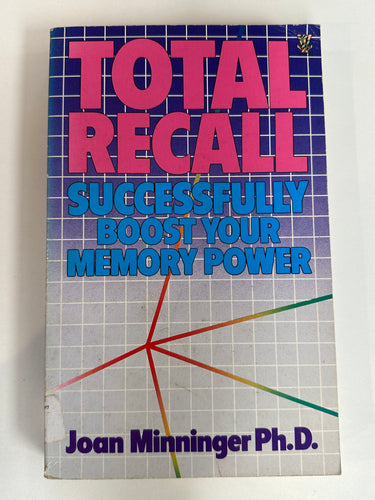 TOTAL
RECALL
SUCCESSFULLY
BOOST YOUR
MEMORY POWER
Joan Minninger Ph.D.